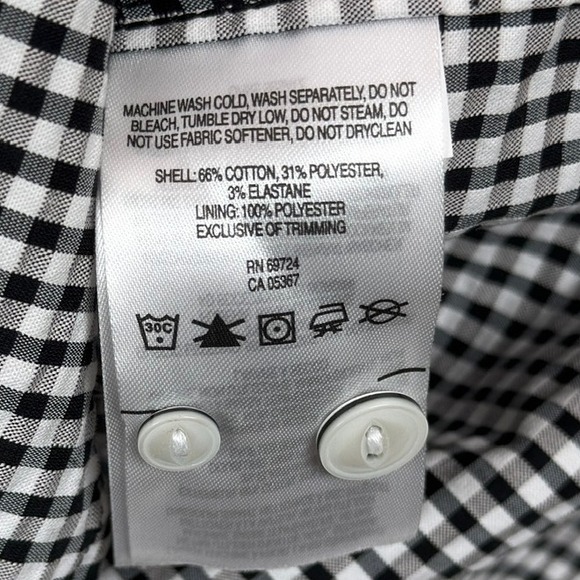 MACHINE WASH COLD, WASH SEPARATELY, DO NOT
BLEACH, TUMBLE DRY LOW, DO NOT STEAM, DO
NOT USE FABRIC SOFTENER, DO NOT DRYCLEAN
SHELL: 66% COTTON, 31% POLYESTER,
3% ELASTANE
LINING: 100% POLYESTER
EXCLUSIVE OF TRIMMING
RN 69724
CA 05367
30C